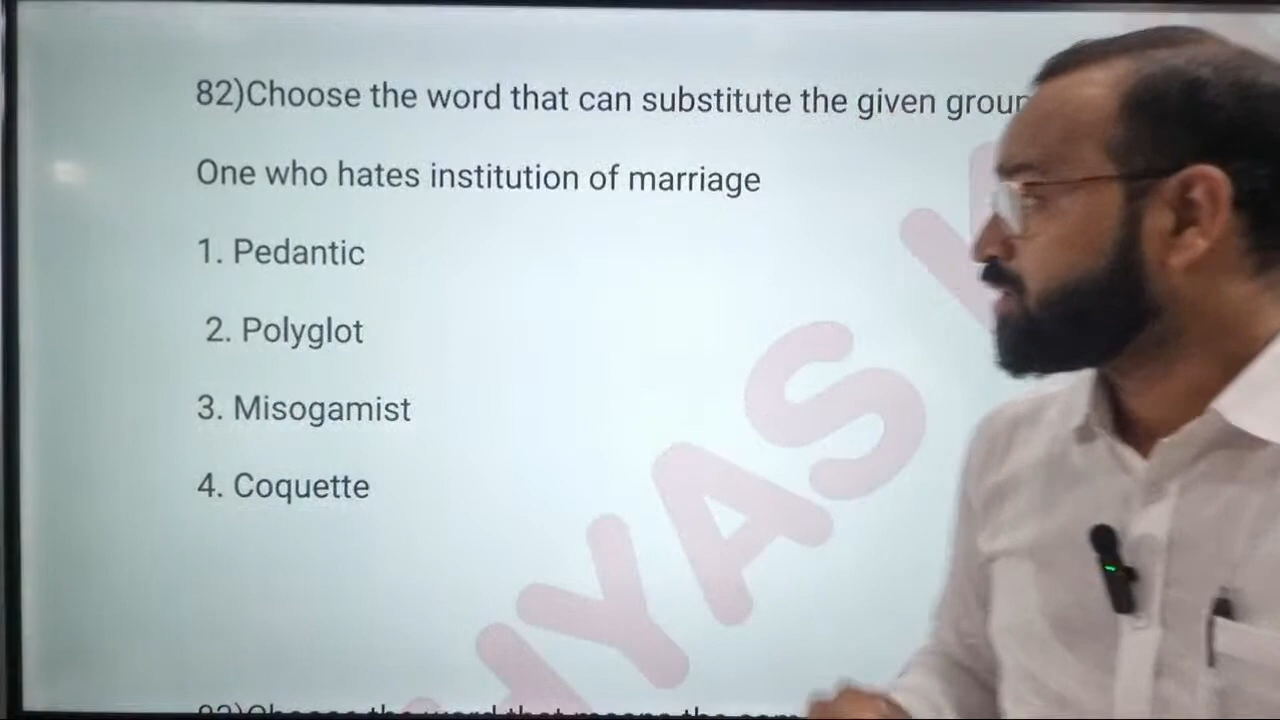 82)Choose the word that can substitute the given
One who hates institution of marriage
1. Pedantic
2. Polyglot
3. Misogamist
4. Coquette
YAS